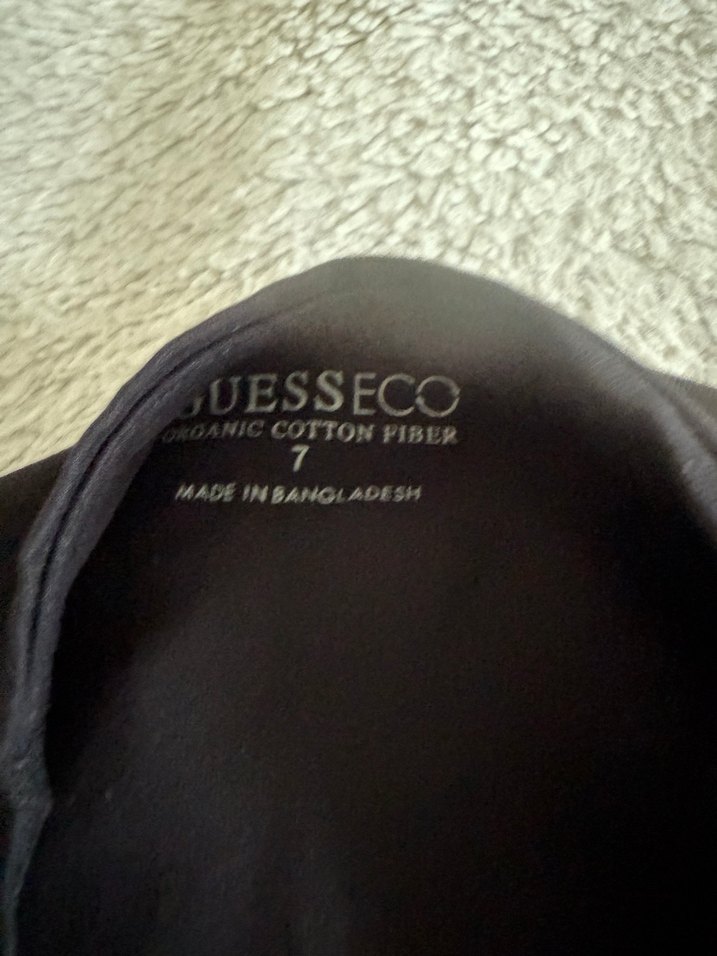 GUESSECO
ORGANIC COTTON FIBER
7
MADE IN BANGLADESH